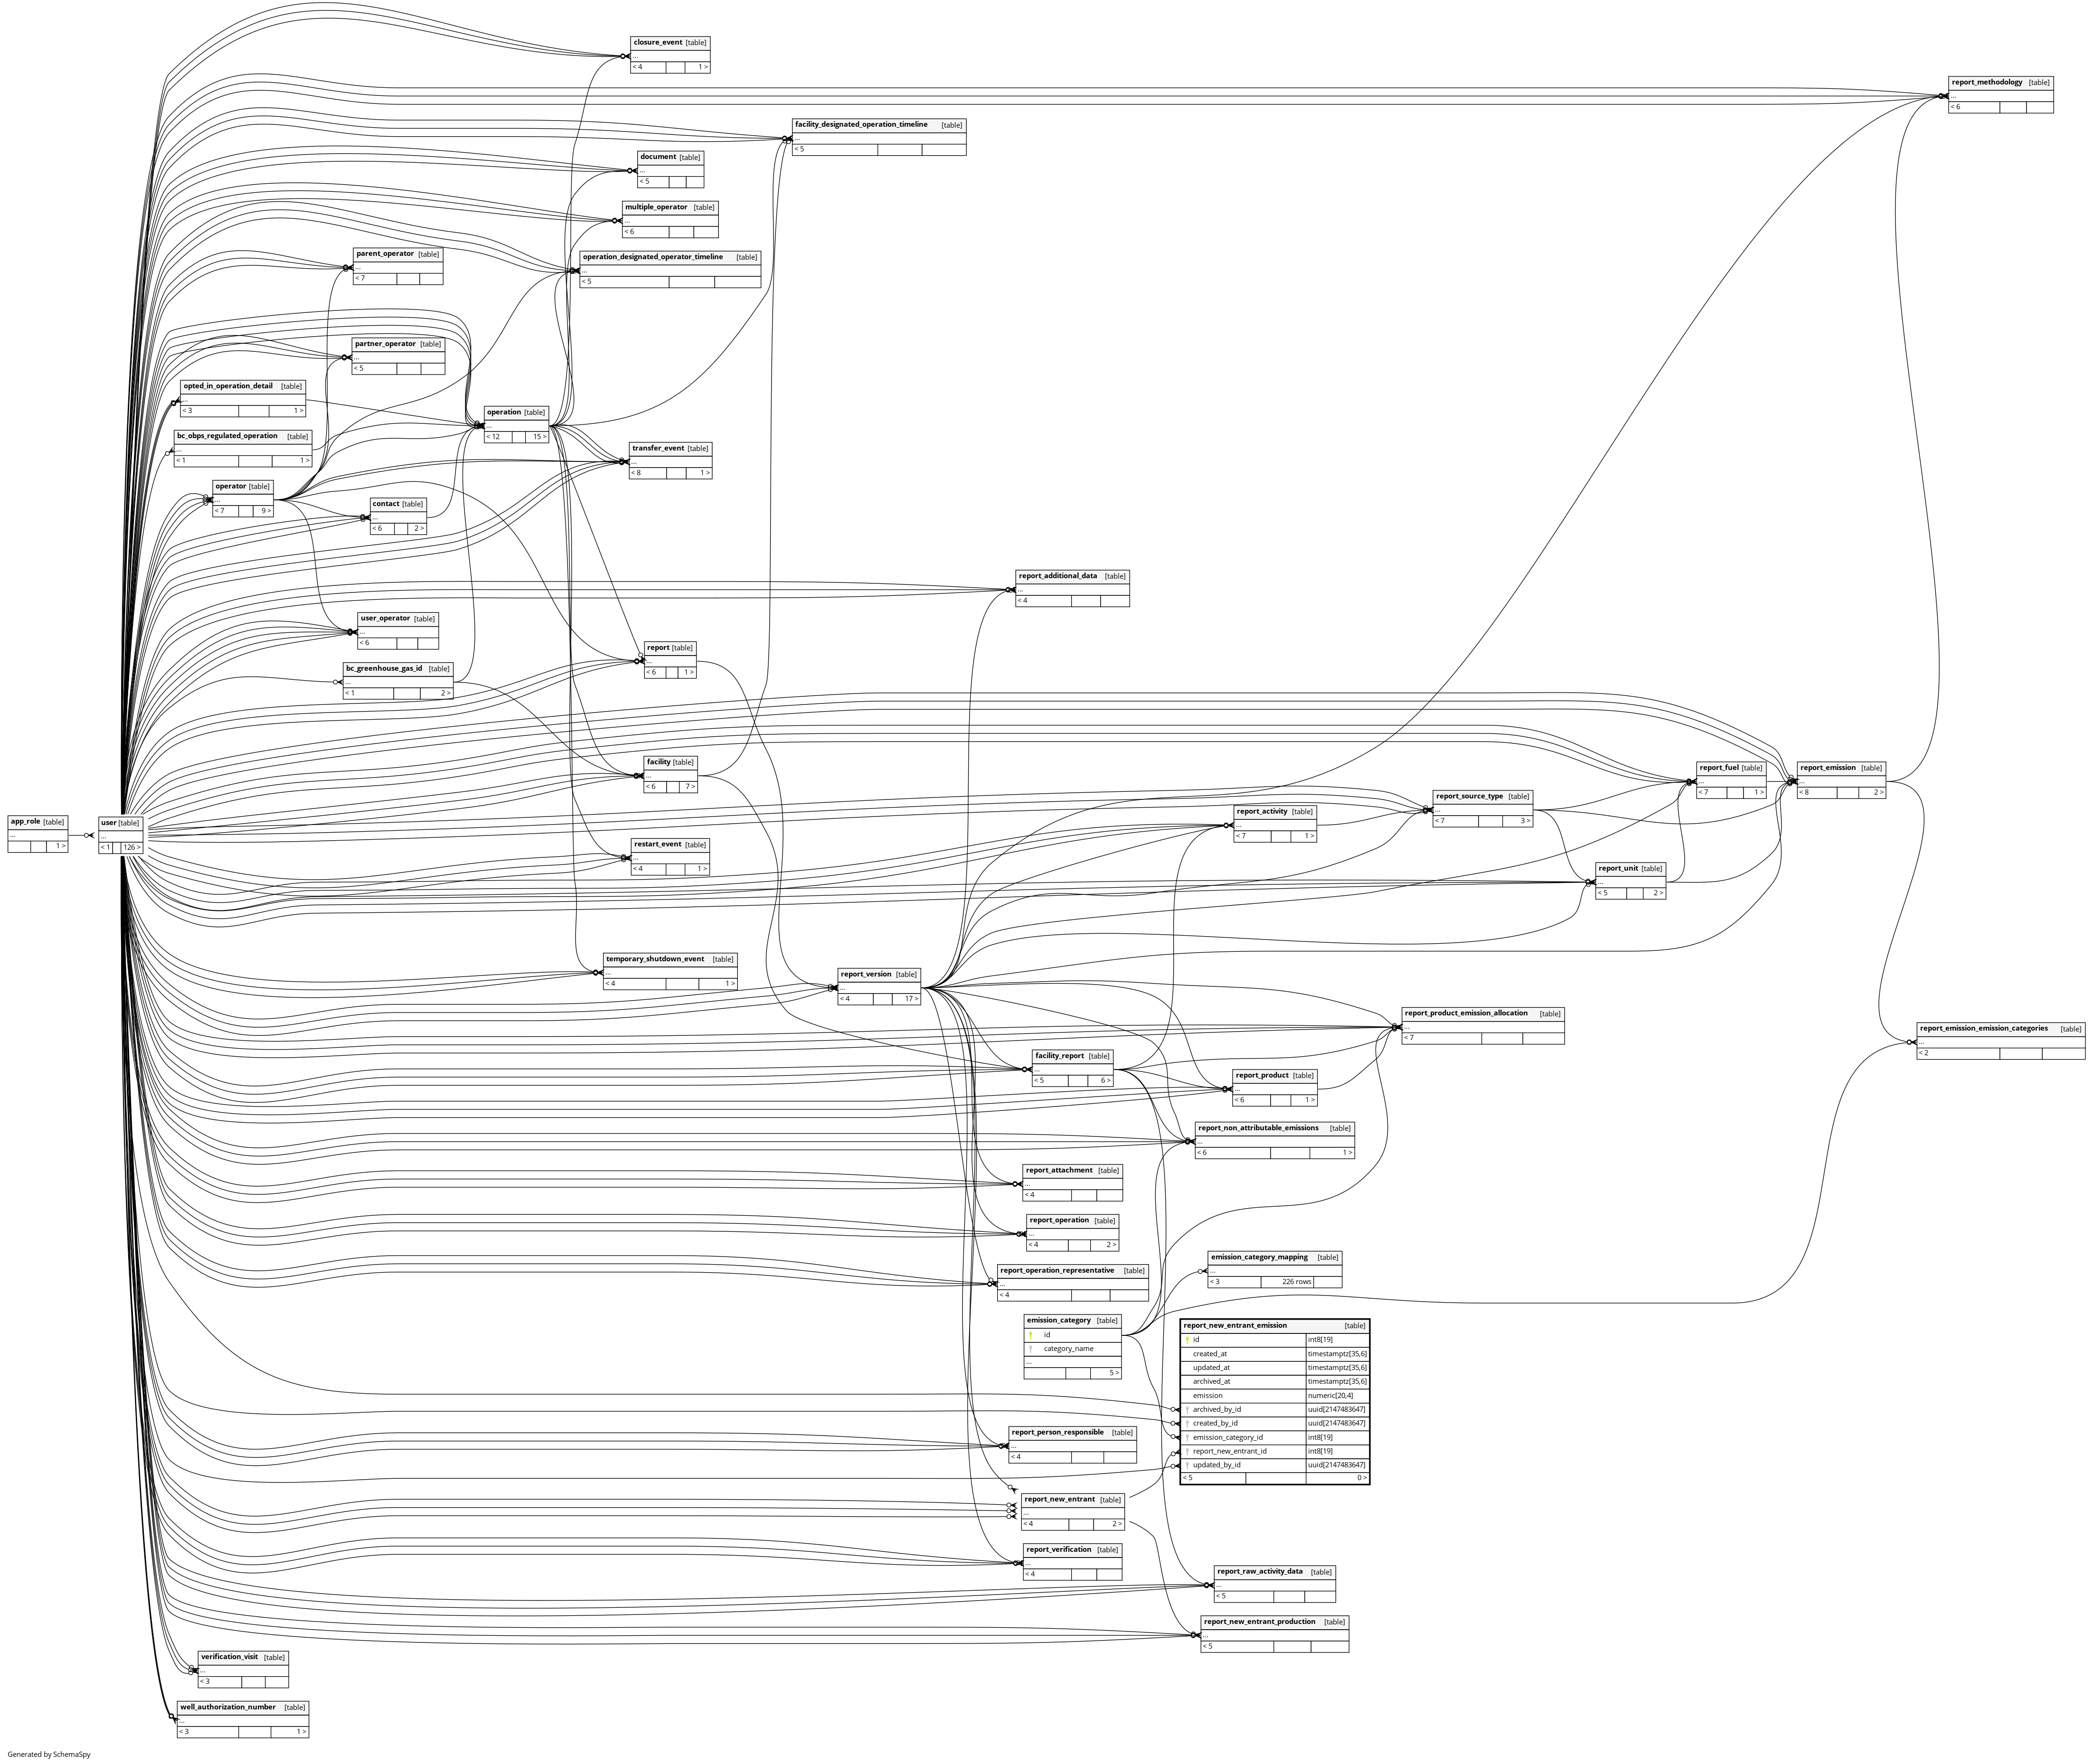 closure_event [table]
...
< 4 1 >
report_methodology [table]
...
< 6
facility_designated_operation_timeline [table]
...
< 5
document [table]
...
< 5
multiple_operator [table]
...
< 6
parent_operator [table]
...
< 7
operation_designated_operator_timeline [table]
...
< 5
partner_operator [table]
...
< 5
opted_in_operation_detail [table]
...
< 3 1 >
operation [table]
...
< 12 15 >
bc_obps_regulated_operation [table]
...
< 1 1 >
transfer_event [table]
...
< 8 1 >
operator [table]
...
< 7 9 >
contact [table]
...
< 6 2 >
report_additional_data [table]
...
< 4
user_operator [table]
...
< 6
report [table]
...
< 6 1 >
bc_greenhouse_gas_id [table]
...
< 1 2 >
facility [table]
...
< 6 7 >
report_fuel [table]
...
< 7 1 >
report_emission [table]
...
< 8 2 >
report_source_type [table]
...
< 7 3 >
report_activity [table]
...
< 7 1 >
app_role [table]
...
1 >
user [table]
...
< 1 126 >
restart_event [table]
...
< 4 1 >
report_unit [table]
...
< 5 2 >
temporary_shutdown_event [table]
...
< 4 1 >
report_version [table]
...
< 4 17 >
report_product_emission_allocation [table]
...
< 7
report_emission_emission_categories [table]
...
< 2
facility_report [table]
...
< 5 6 >
report_product [table]
...
< 6 1 >
report_non_attributable_emissions [table]
...
< 6 1 >
report_attachment [table]
...
< 4
report_operation [table]
...
< 4 2 >
emission_category_mapping [table]
...
< 3 226 rows
report_operation_representative [table]
...
< 4
emission_category [table]
id
category_name
...
5 >
report_new_entrant_emission [table]
id int8[19]
created_at timestamptz[35,6]
updated_at timestamptz[35,6]
archived_at timestamptz[35,6]
emission numeric[20,4]
archived_by_id uuid[2147483647]
created_by_id uuid[2147483647]
emission_category_id int8[19]
report_new_entrant_id int8[19]
updated_by_id uuid[2147483647]
< 5 0 >
report_person_responsible [table]
...
< 4
report_new_entrant [table]
...
< 4 2 >
report_verification [table]
...
< 4
report_raw_activity_data [table]
...
< 5
report_new_entrant_production [table]
...
< 5
verification_visit [table]
...
< 3
well_authorization_number [table]
...
< 3 1 >
Generated by SchemaSpy